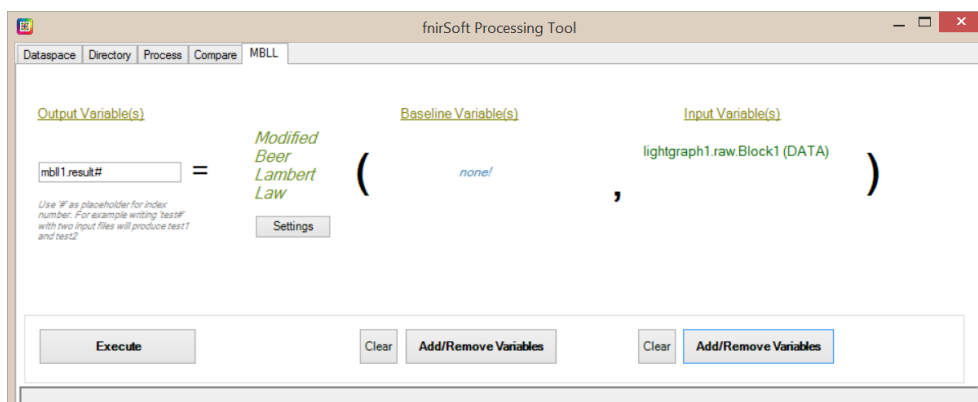 fnirSoft Processing Tool
Dataspace Directory Process Compare MBLL
Output Variable(s) Baseline Variable(s) Input Variable(s)
Modified
Beer
Lambert
Law
mbll1.result# = ( none! , lightgraph1.raw.Block1 (DATA) )
Use '#' as placeholder for index
number. For example writing 'test#'
with two input files will produce test1
and test2
Settings
Execute Clear Add/Remove Variables Clear Add/Remove Variables